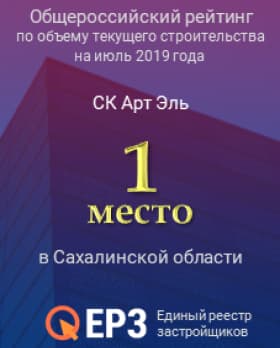 Общероссийский рейтинг
по объему текущего строительства
на июль 2019 года
СК Арт Эль
1
место
в Сахалинской области
ЕРЗ Единый реестр
застройщиков